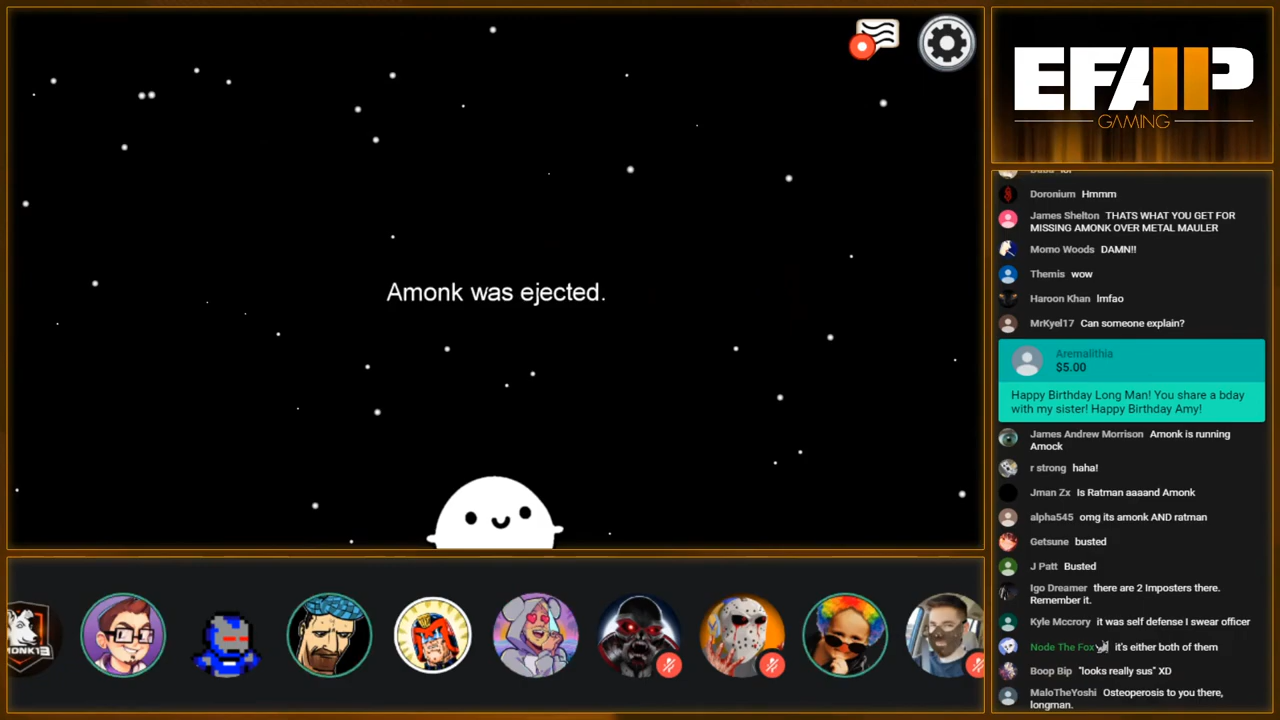 Amonk was ejected.
EFAP
GAMING
Doronium Hmmm
James Shelton THATS WHAT YOU GET FOR
MISSING AMONK OVER METAL MAULER
Momo Woods DAMN!!
Themis wow
Haroon Khan lmfao
MrKyel17 Can someone explain?
Aremalithia
$5.00
Happy Birthday Long Man! You share a bday
with my sister! Happy Birthday Amy!
James Andrew Morrison Amonk is running
Amock
r strong haha!
Jman Zx Is Ratman aaaand Amonk
alpha545 omg its amonk AND ratman
Getsune busted
J Patt Busted
Igo Dreamer there are 2 Imposters there.
Remember it.
Kyle Mccrory it was self defense I swear officer
Node The Fox it's either both of them
Boop Bip "looks really sus" XD
MaloTheYoshi Osteoperosis to you there,
longman.